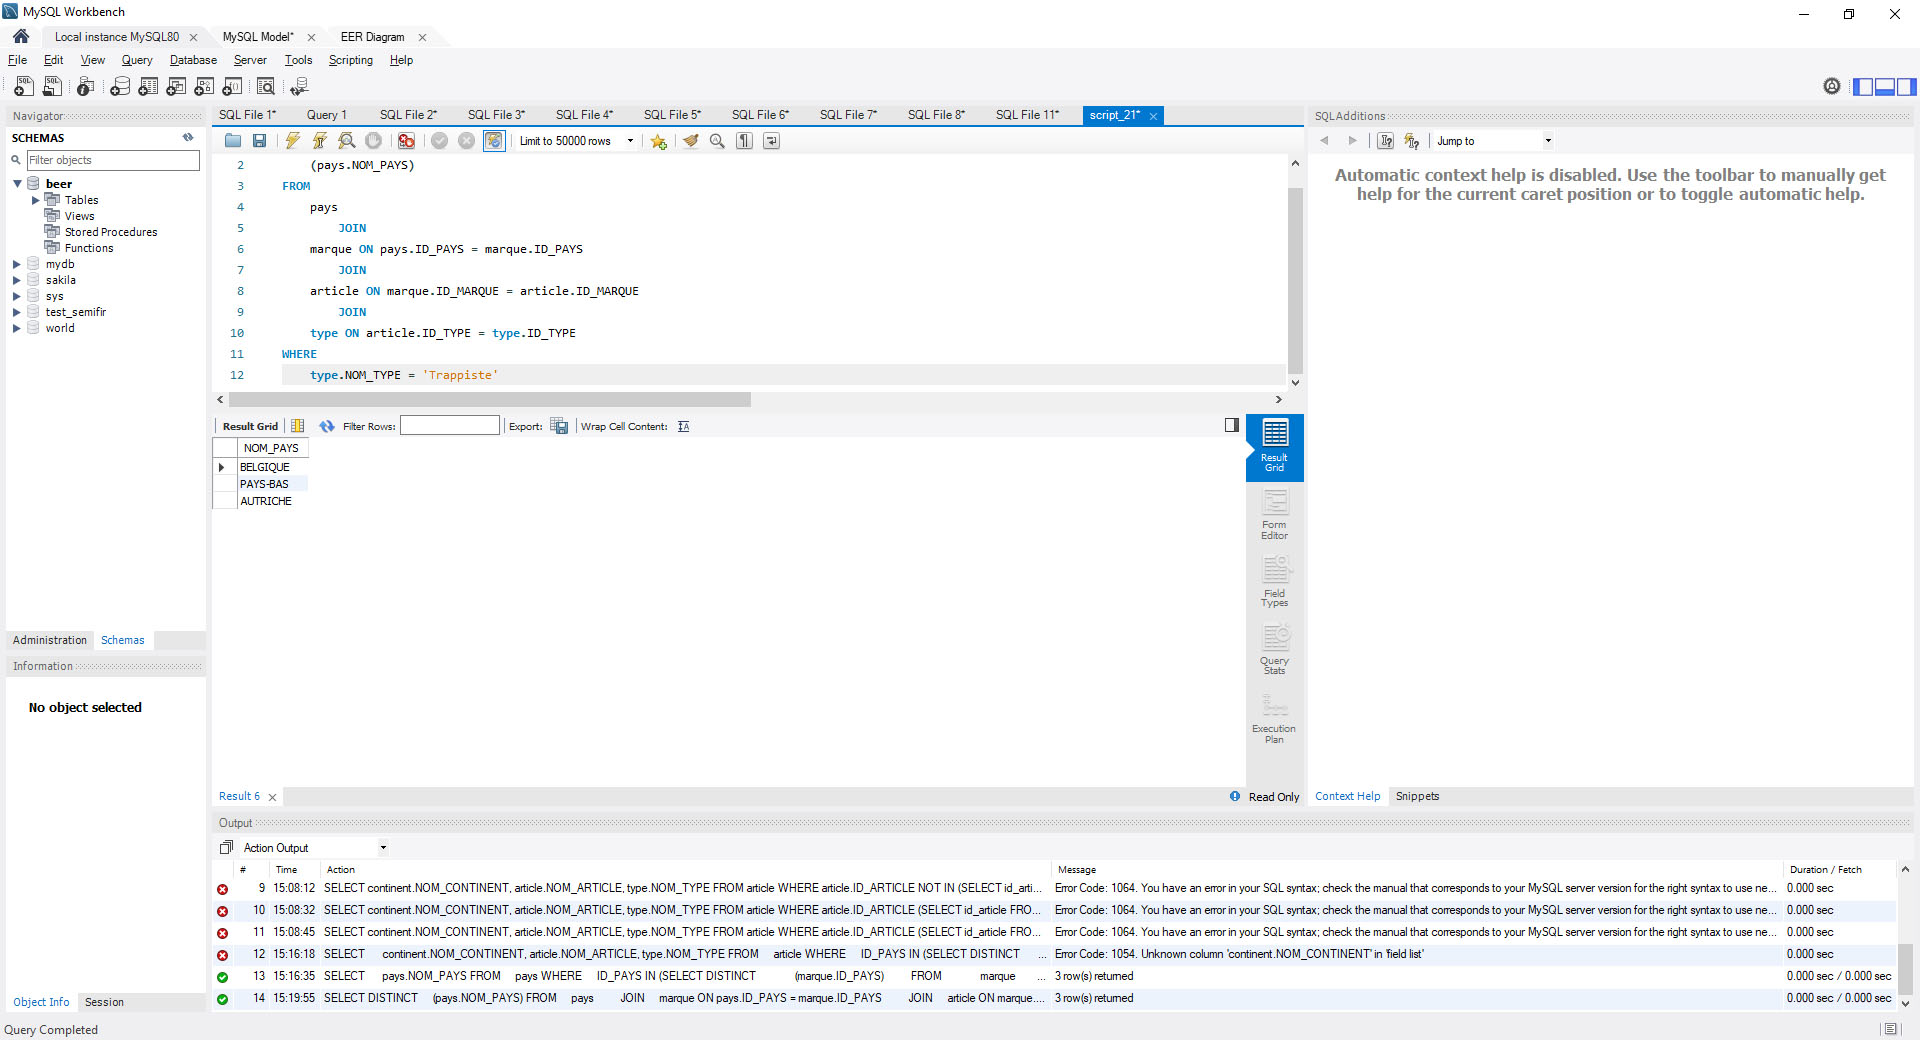 MySQL Workbench
Local instance MySQL80
MySQL Model*
EER Diagram
File Edit View Query Database Server Tools Scripting Help
Navigator
SCHEMAS
Filter objects
beer
Tables
Views
Stored Procedures
Functions
mydb
sakila
sys
test_semifir
world
Administration Schemas
Information
No object selected
Object Info Session
SQL File 1* Query 1 SQL File 2* SQL File 3* SQL File 4* SQL File 5* SQL File 6* SQL File 7* SQL File 8* SQL File 11* script_21*
Limit to 50000 rows
2 (pays.NOM_PAYS)
3 FROM
4 pays
5 JOIN
6 marque ON pays.ID_PAYS = marque.ID_PAYS
7 JOIN
8 article ON marque.ID_MARQUE = article.ID_MARQUE
9 JOIN
10 type ON article.ID_TYPE = type.ID_TYPE
11 WHERE
12 type.NOM_TYPE = 'Trappiste'
Result Grid Filter Rows: Export: Wrap Cell Content:
NOM_PAYS
BELGIQUE
PAYS-BAS
AUTRICHE
Result
Grid
Form
Editor
Field
Types
Query
Stats
Execution
Plan
Result 6
Read Only
SQLAdditions
Jump to
Automatic context help is disabled. Use the toolbar to manually get
help for the current caret position or to toggle automatic help.
Context Help Snippets
Output
Action Output
# Time Action Message Duration / Fetch
9 15:08:12 SELECT continent.NOM_CONTINENT, article.NOM_ARTICLE, type.NOM_TYPE FROM article WHERE article.ID_ARTICLE NOT IN (SELECT id_arti... Error Code: 1064. You have an error in your SQL syntax; check the manual that corresponds to your MySQL server version for the right syntax to use ne... 0.000 sec
10 15:08:32 SELECT continent.NOM_CONTINENT, article.NOM_ARTICLE, type.NOM_TYPE FROM article WHERE article.ID_ARTICLE (SELECT id_article FRO... Error Code: 1064. You have an error in your SQL syntax; check the manual that corresponds to your MySQL server version for the right syntax to use ne... 0.000 sec
11 15:08:45 SELECT continent.NOM_CONTINENT, article.NOM_ARTICLE, type.NOM_TYPE FROM article WHERE article.ID_ARTICLE (SELECT id_article FRO... Error Code: 1064. You have an error in your SQL syntax; check the manual that corresponds to your MySQL server version for the right syntax to use ne... 0.000 sec
12 15:16:18 SELECT continent.NOM_CONTINENT, article.NOM_ARTICLE, type.NOM_TYPE FROM article WHERE ID_PAYS IN (SELECT DISTINCT ... Error Code: 1054. Unknown column 'continent.NOM_CONTINENT' in 'field list' 0.000 sec
13 15:16:35 SELECT pays.NOM_PAYS FROM pays WHERE ID_PAYS IN (SELECT DISTINCT (marque.ID_PAYS) FROM marque ... 3 row(s) returned 0.000 sec / 0.000 sec
14 15:19:55 SELECT DISTINCT (pays.NOM_PAYS) FROM pays JOIN marque ON pays.ID_PAYS = marque.ID_PAYS JOIN article ON marque.... 3 row(s) returned 0.000 sec / 0.000 sec
Query Completed